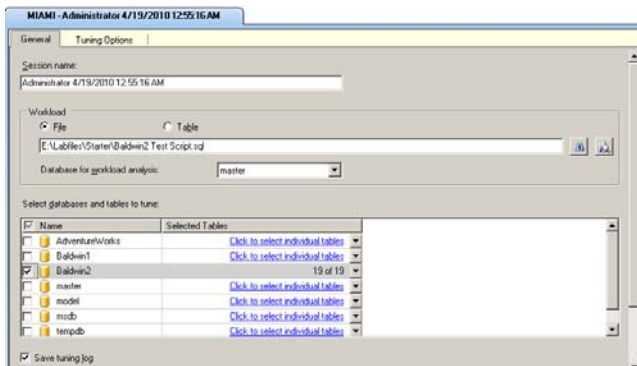 MIAMI - Administrator 4/19/2010 12:55:16 AM
General Tuning Options
Session name:
Administrator 4/19/2010 12:55:16 AM
Workload
File Table
E:\Labfiles\Starter\Baldwin2 Test Script.sql
Database for workload analysis: master
Select databases and tables to tune:
Name Selected Tables
AdventureWorks Click to select individual tables
Baldwin1 Click to select individual tables
Baldwin2 19 of 19
master Click to select individual tables
model Click to select individual tables
msdb Click to select individual tables
tempdb Click to select individual tables
Save tuning log